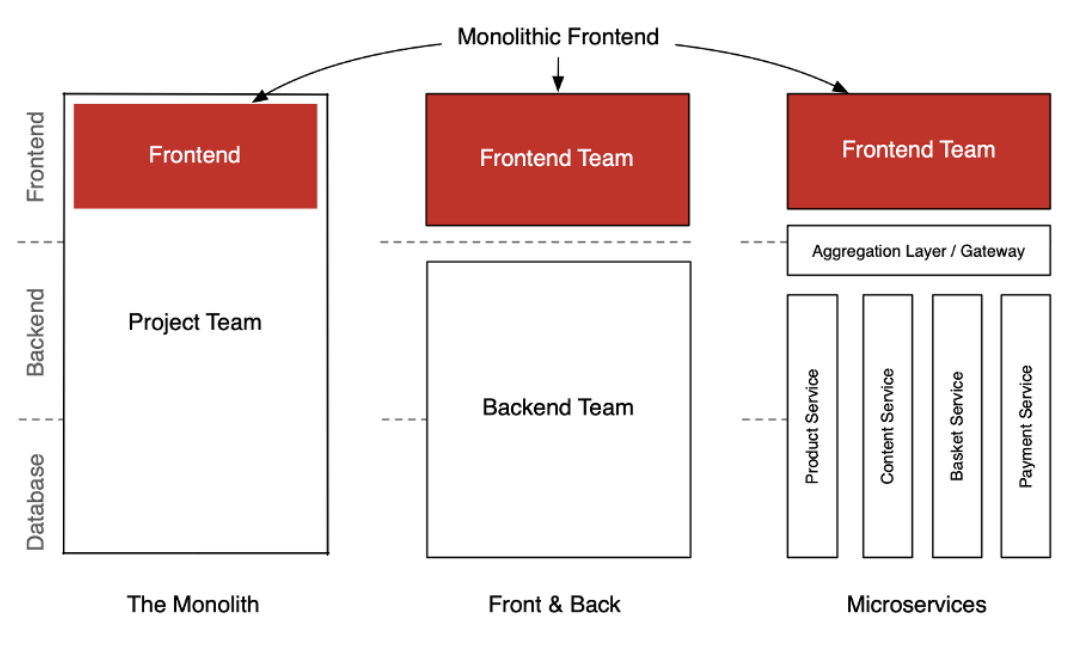 Monolithic Frontend
Frontend
Backend
Database
Frontend
Project Team
The Monolith
Frontend Team
Backend Team
Front & Back
Frontend Team
Aggregation Layer / Gateway
Product Service
Content Service
Basket Service
Payment Service
Microservices